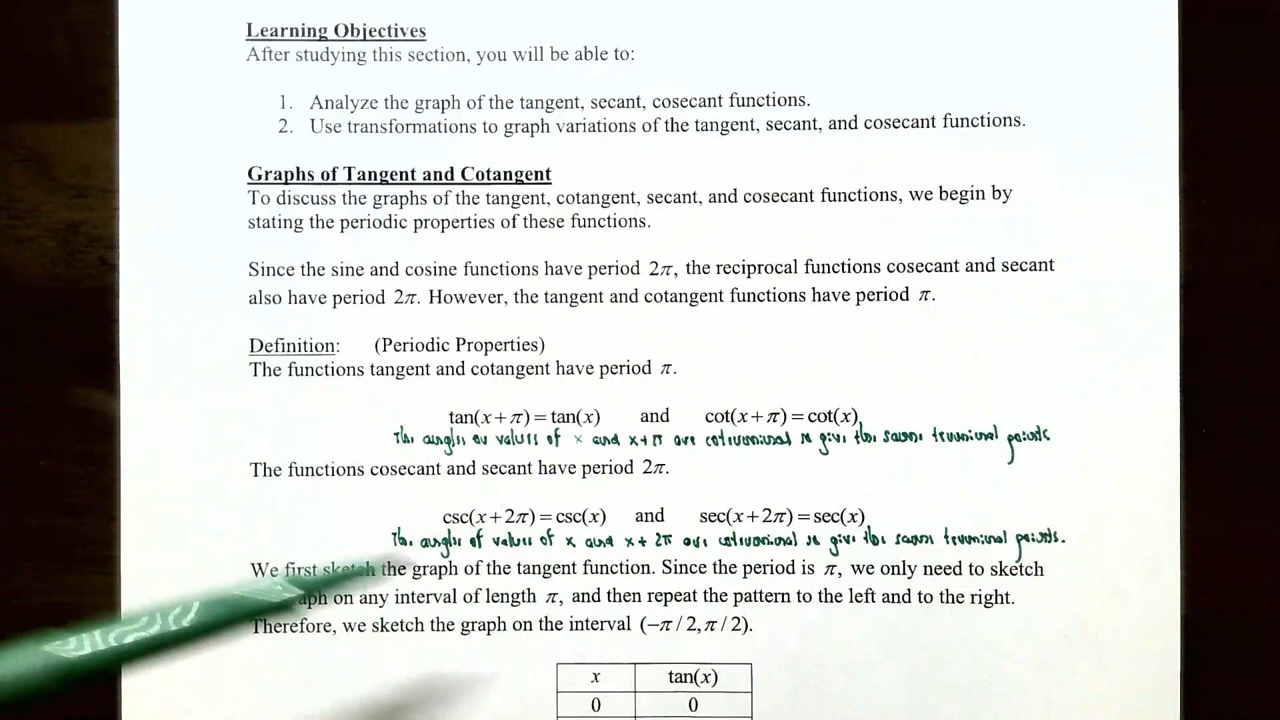 Learning Objectives
After studying this section, you will be able to:
1. Analyze the graph of the tangent, secant, cosecant functions.
2. Use transformations to graph variations of the tangent, secant, and cosecant functions.
Graphs of Tangent and Cotangent
To discuss the graphs of the tangent, cotangent, secant, and cosecant functions, we begin by
stating the periodic properties of these functions.
Since the sine and cosine functions have period 2π, the reciprocal functions cosecant and secant
also have period 2π. However, the tangent and cotangent functions have period π.
Definition: (Periodic Properties)
The functions tangent and cotangent have period π.
tan(x+π)=tan(x) and cot(x+π)=cot(x)
The angles or values of x and x+π are coterminal & give the same terminal points
The functions cosecant and secant have period 2π.
csc(x+2π)=csc(x) and sec(x+2π)=sec(x)
The angles of values of x and x+2π are coterminal & give the same terminal points.
We first sketch the graph of the tangent function. Since the period is π, we only need to sketch
on any interval of length π, and then repeat the pattern to the left and to the right.
Therefore, we sketch the graph on the interval (−π/2,π/2).
x tan(x)
0 0